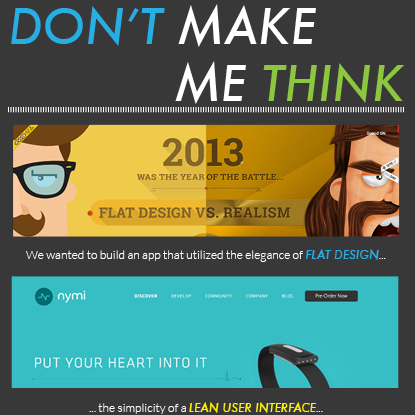 DON'T MAKE
ME THINK
2013
WAS THE YEAR OF THE BATTLE...
FLAT DESIGN VS. REALISM
We wanted to build an app that utilized the elegance of FLAT DESIGN...
nymi DISCOVER DEVELOP COMMUNITY COMPANY BLOG Pre-Order Now
PUT YOUR HEART INTO IT
... the simplicity of a LEAN USER INTERFACE...